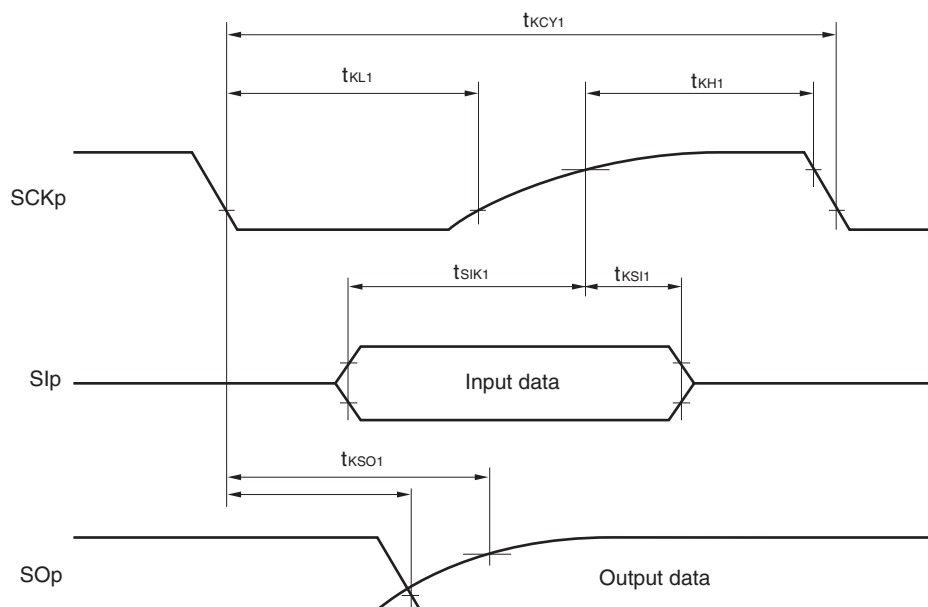 tKCY1
tKL1
tKH1
SCKp
tSIK1
tKSI1
SIp
Input data
tKSO1
SOp
Output data